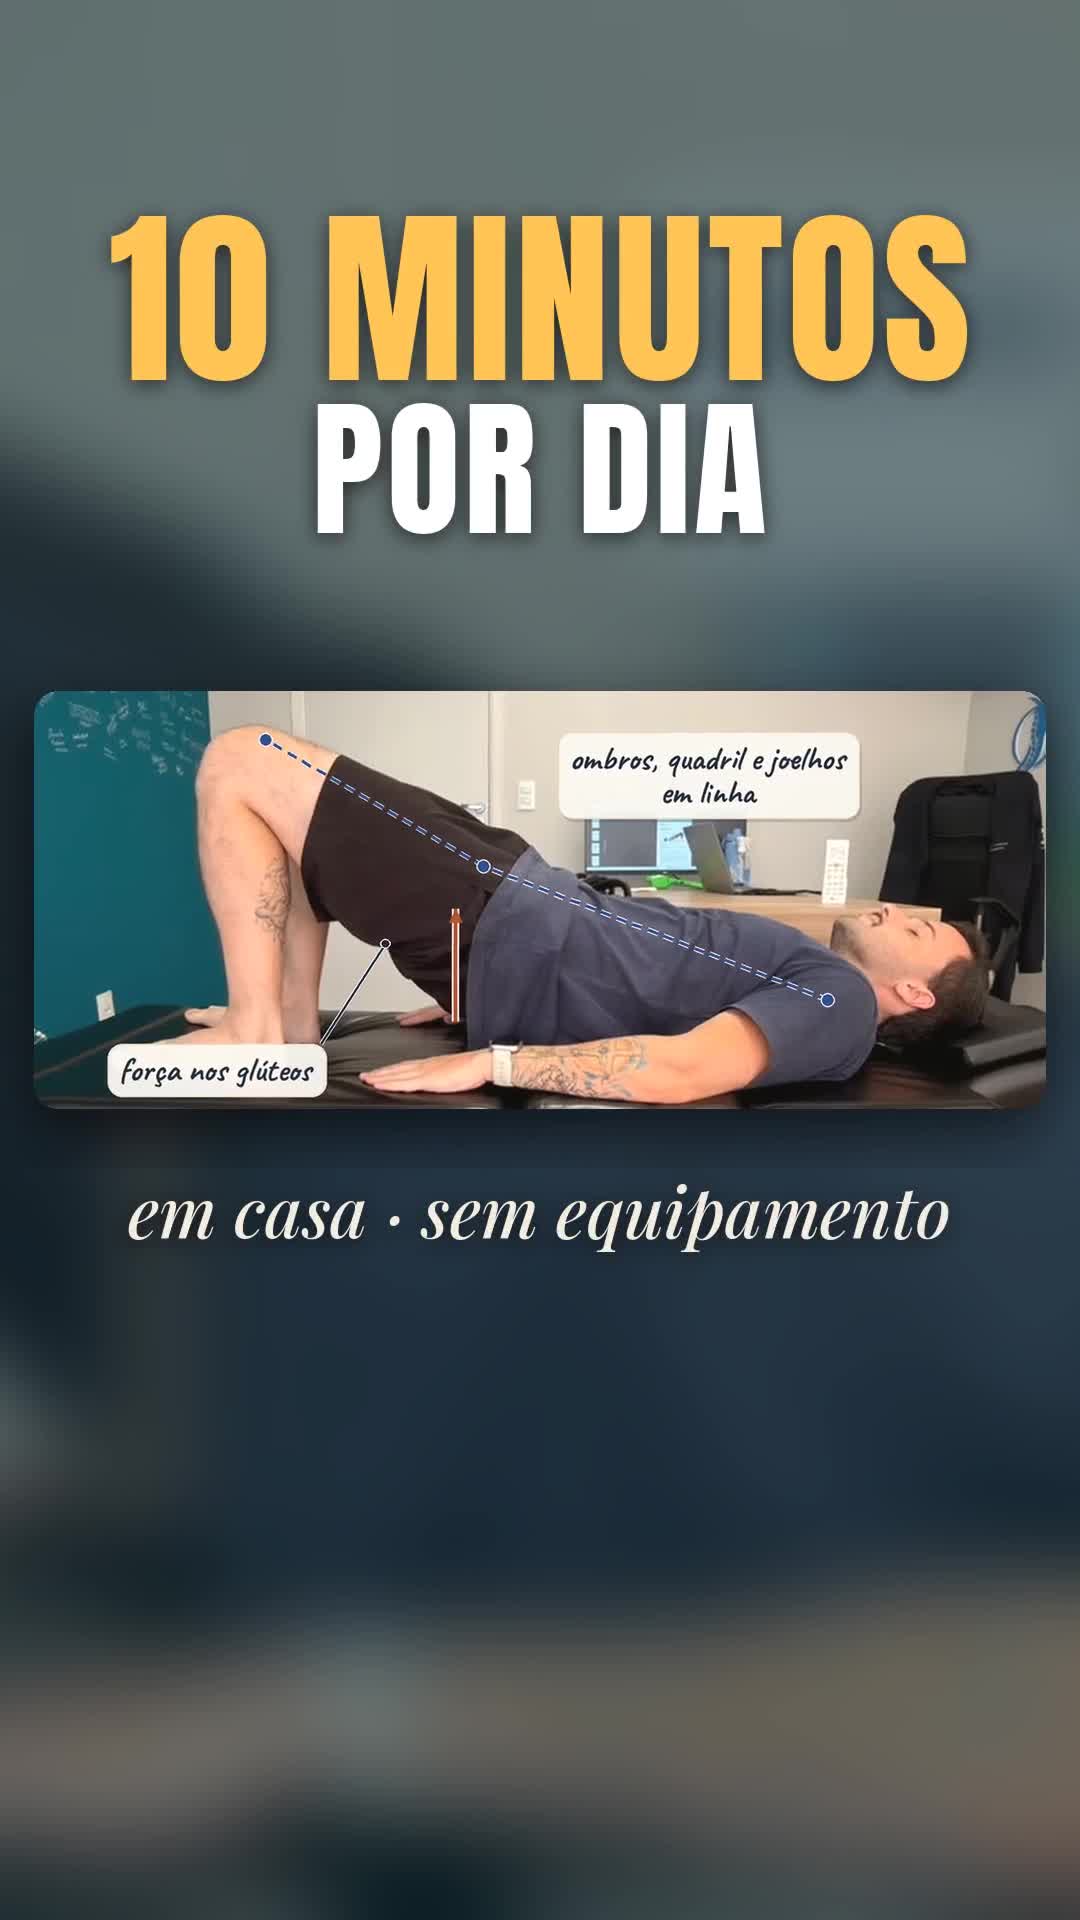 10 MINUTOS
POR DIA
ombros, quadril e joelhos
em linha
força nos glúteos
em casa · sem equipamento